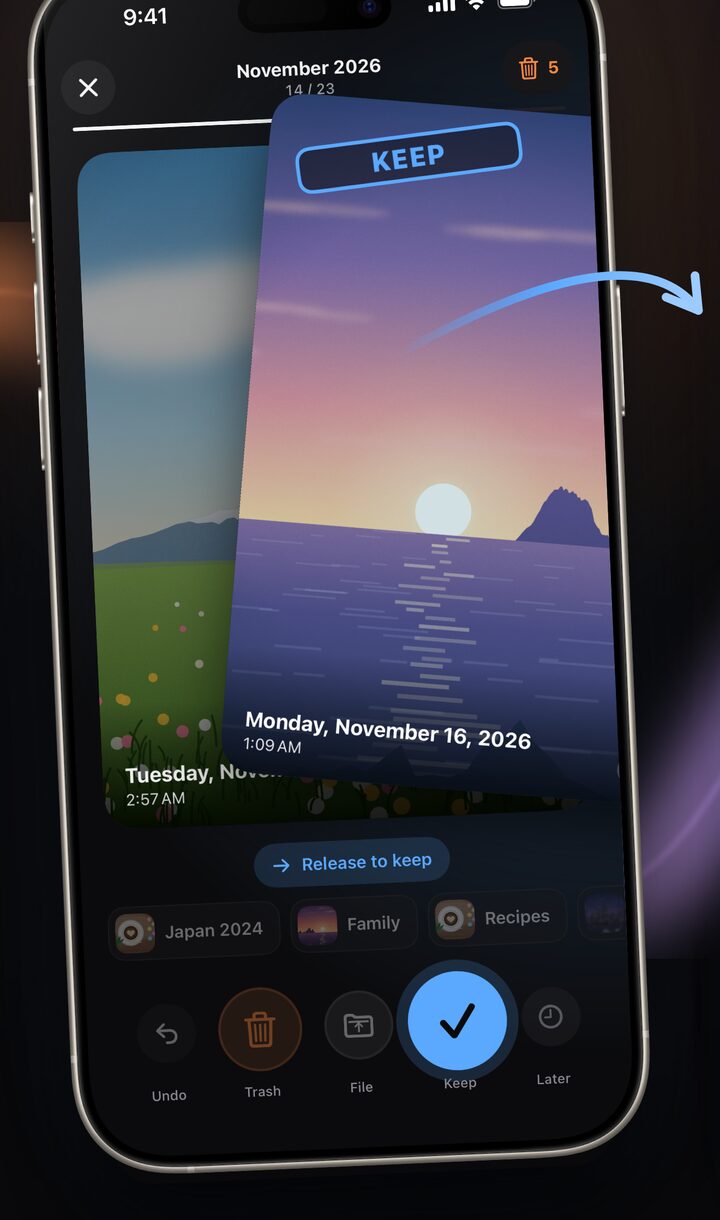 9:41
November 2026
14 / 23
5
KEEP
Monday, November 16, 2026
1:09 AM
Tuesday,
2:57 AM
Release to keep
Japan 2024
Family
Recipes
Undo
Trash
File
Keep
Later